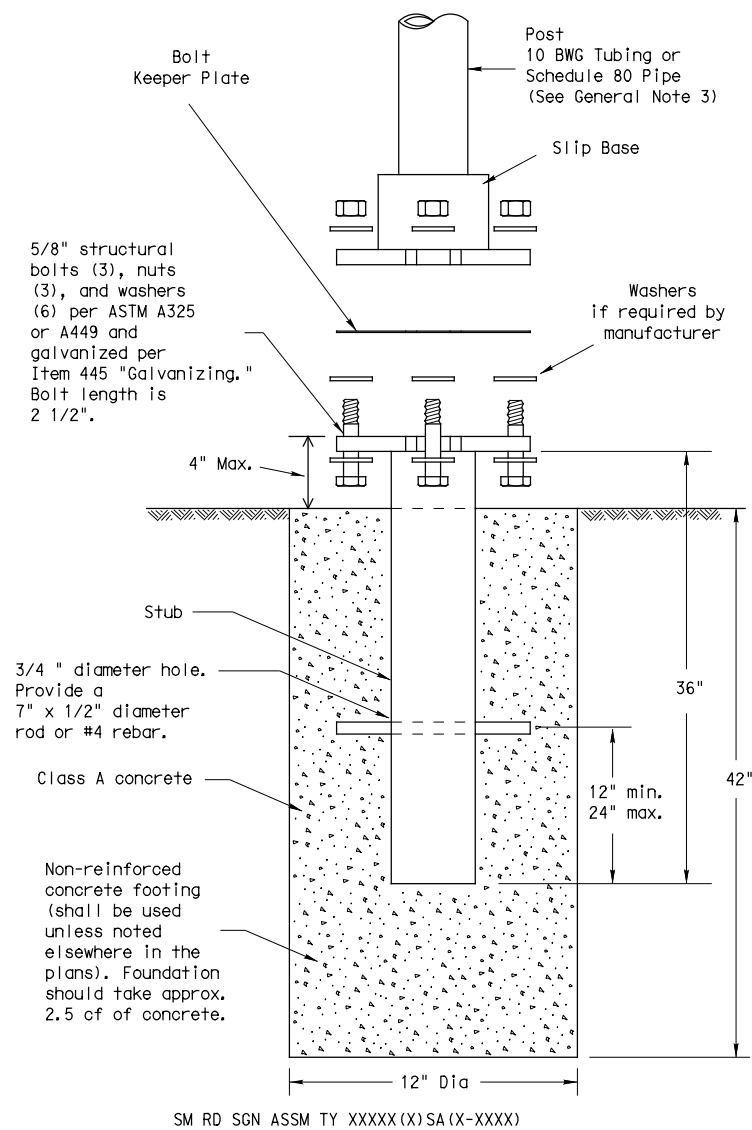 Post
10 BWG Tubing or
Schedule 80 Pipe
(See General Note 3)
Bolt
Keeper Plate
Slip Base
5/8" structural
bolts (3), nuts
(3), and washers
(6) per ASTM A325
or A449 and
galvanized per
Item 445 "Galvanizing."
Bolt length is
2 1/2".
Washers
if required by
manufacturer
4" Max.
Stub
3/4 " diameter hole.
Provide a
7" x 1/2" diameter
rod or #4 rebar.
36"
Class A concrete
12" min.
24" max.
42"
Non-reinforced
concrete footing
(shall be used
unless noted
elsewhere in the
plans). Foundation
should take approx.
2.5 cf of concrete.
12" Dia
SM RD SGN ASSM TY XXXXX(X)SA(X-XXXX)